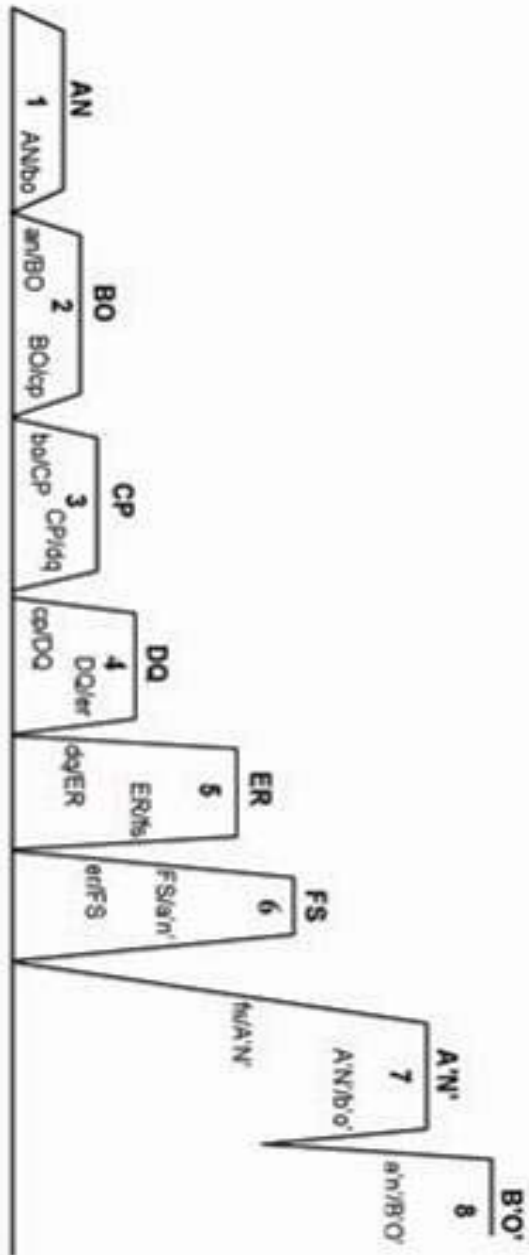 AN
1
AN/bo
BO
2
an/BO
BO/cp
CP
3
bo/CP
CP/dq
DQ
4
cp/DQ
DQ/er
ER
5
dq/ER
ER/fs
FS
6
er/FS
FS/a'n'
A'N'
7
fs/A'N'
A'N'/b'o'
B'O'
8
a'n'/B'O'